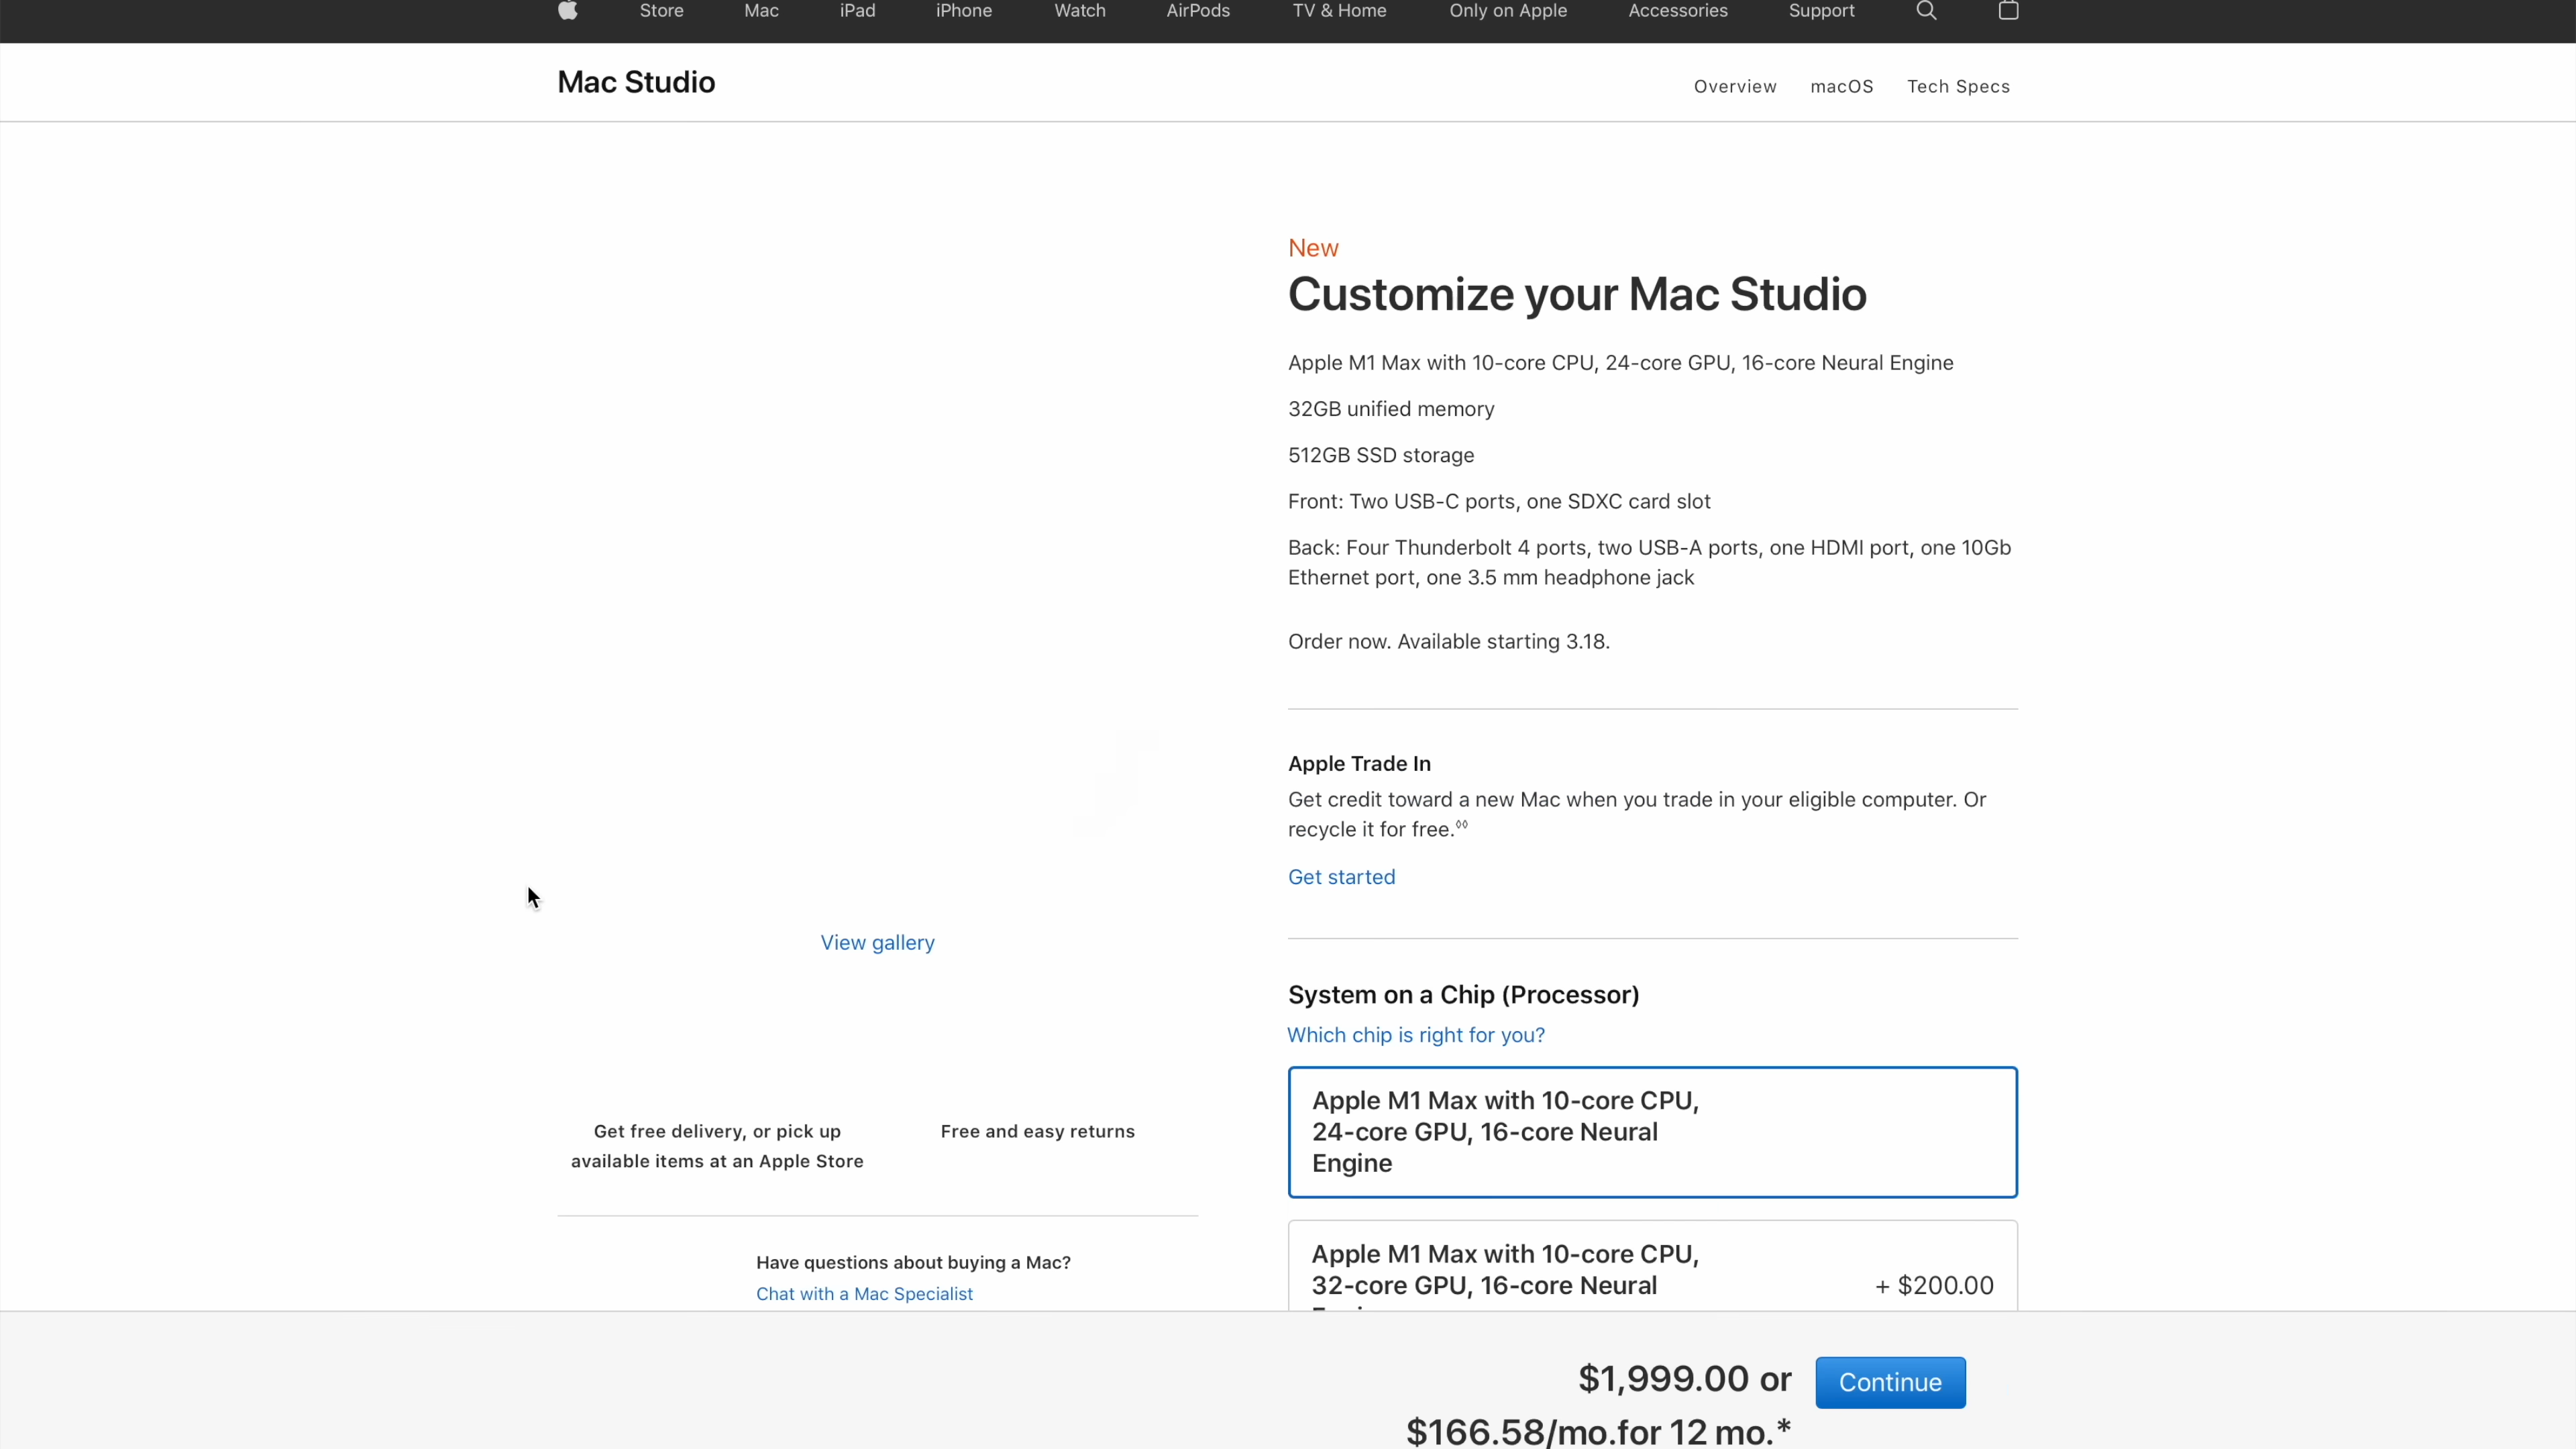 Store Mac iPad iPhone Watch AirPods TV & Home Only on Apple Accessories Support
Mac Studio
Overview macOS Tech Specs
New
Customize your Mac Studio
Apple M1 Max with 10-core CPU, 24-core GPU, 16-core Neural Engine
32GB unified memory
512GB SSD storage
Front: Two USB-C ports, one SDXC card slot
Back: Four Thunderbolt 4 ports, two USB-A ports, one HDMI port, one 10Gb
Ethernet port, one 3.5 mm headphone jack
Order now. Available starting 3.18.
Apple Trade In
Get credit toward a new Mac when you trade in your eligible computer. Or
recycle it for free.◊◊
Get started
View gallery
System on a Chip (Processor)
Which chip is right for you?
Apple M1 Max with 10-core CPU,
24-core GPU, 16-core Neural
Engine
Get free delivery, or pick up
available items at an Apple Store
Free and easy returns
Have questions about buying a Mac?
Chat with a Mac Specialist
Apple M1 Max with 10-core CPU,
32-core GPU, 16-core Neural
+ $200.00
$1,999.00 or
$166.58/mo.for 12 mo.*
Continue